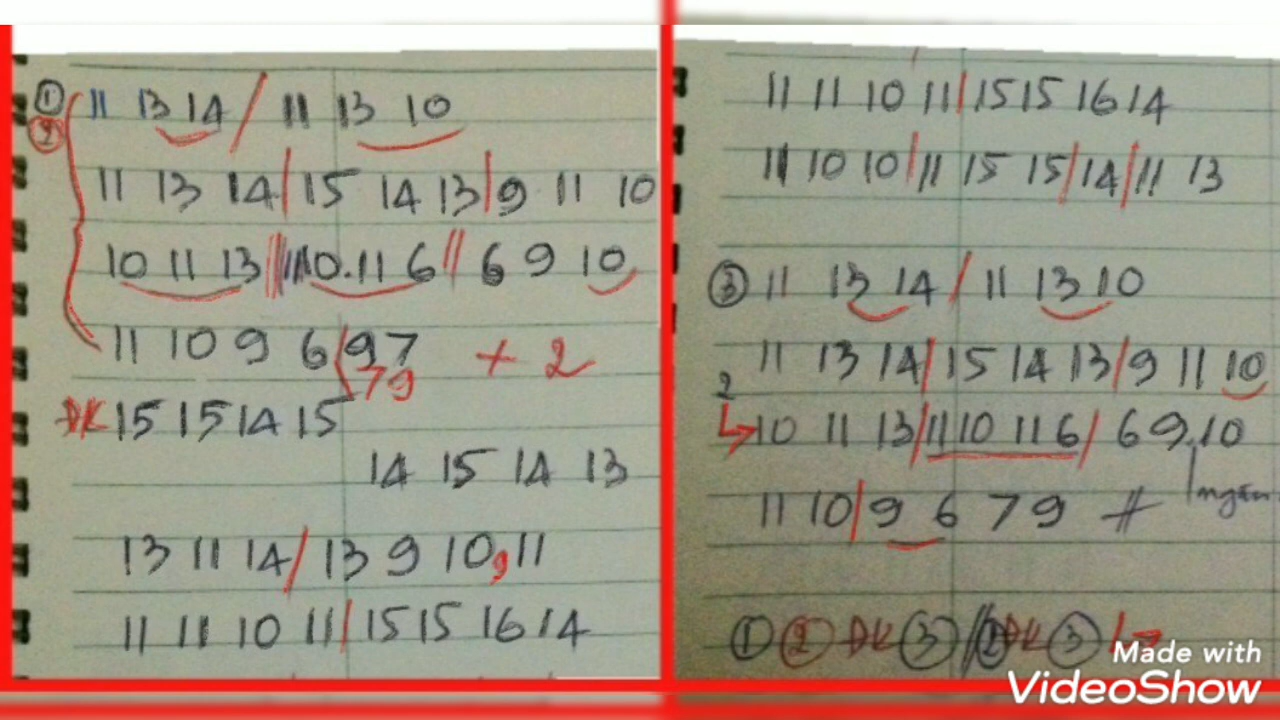 ① 11 13 14 / 11 13 10
②
11 13 14 | 15 14 13 | 9 11 10
10 11 13 || 10.11 6 || 6 9 10
11 10 9 6 / 9 7 + 2
7 9
ĐK 15 15 14 15
14 15 14 13
13 11 14 / 13 9 10, 11
11 11 10 11 | 15 15 16 14
11 11 10 11 | 15 15 16 14
11 10 10 | 11 15 15 | 14 | 11 13
③ 11 13 14 / 11 13 10
11 13 14 | 15 14 13 | 9 11 10
2
↳ 10 11 13 / 11 10 11 6 / 6 9.10
11 10 | 9 6 7 9 # ngân
① ② ĐK ③ // ② ĐK ③ ↳
Made with
VideoShow